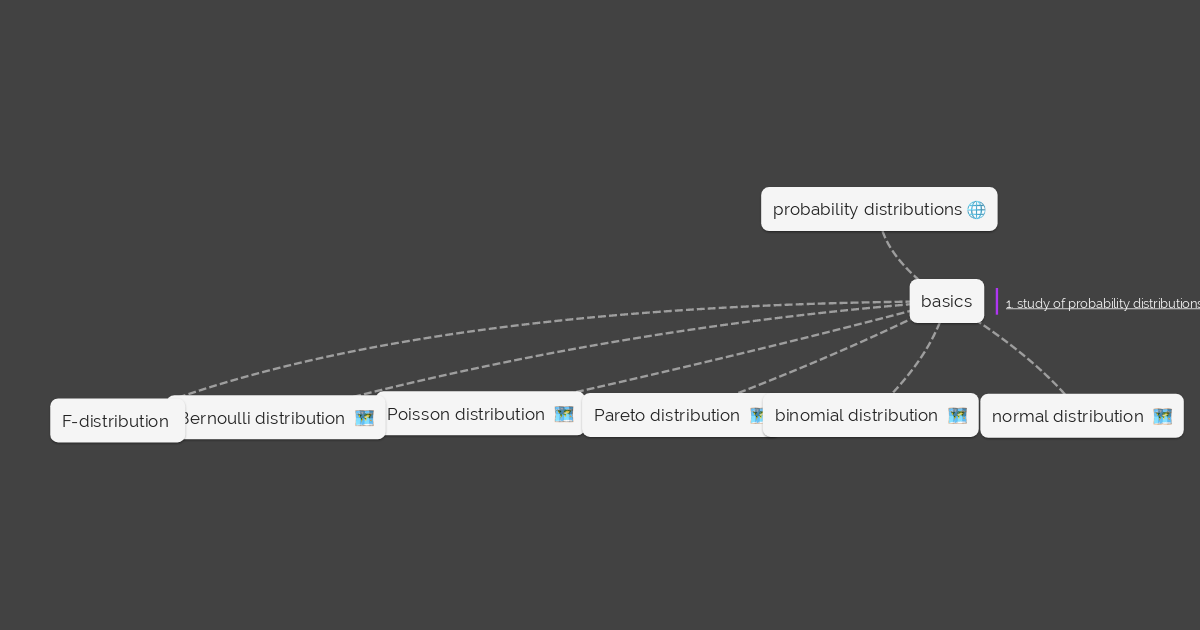 probability distributions
basics
1. study of probability distributions
F-distribution
Bernoulli distribution
Poisson distribution
Pareto distribution
binomial distribution
normal distribution